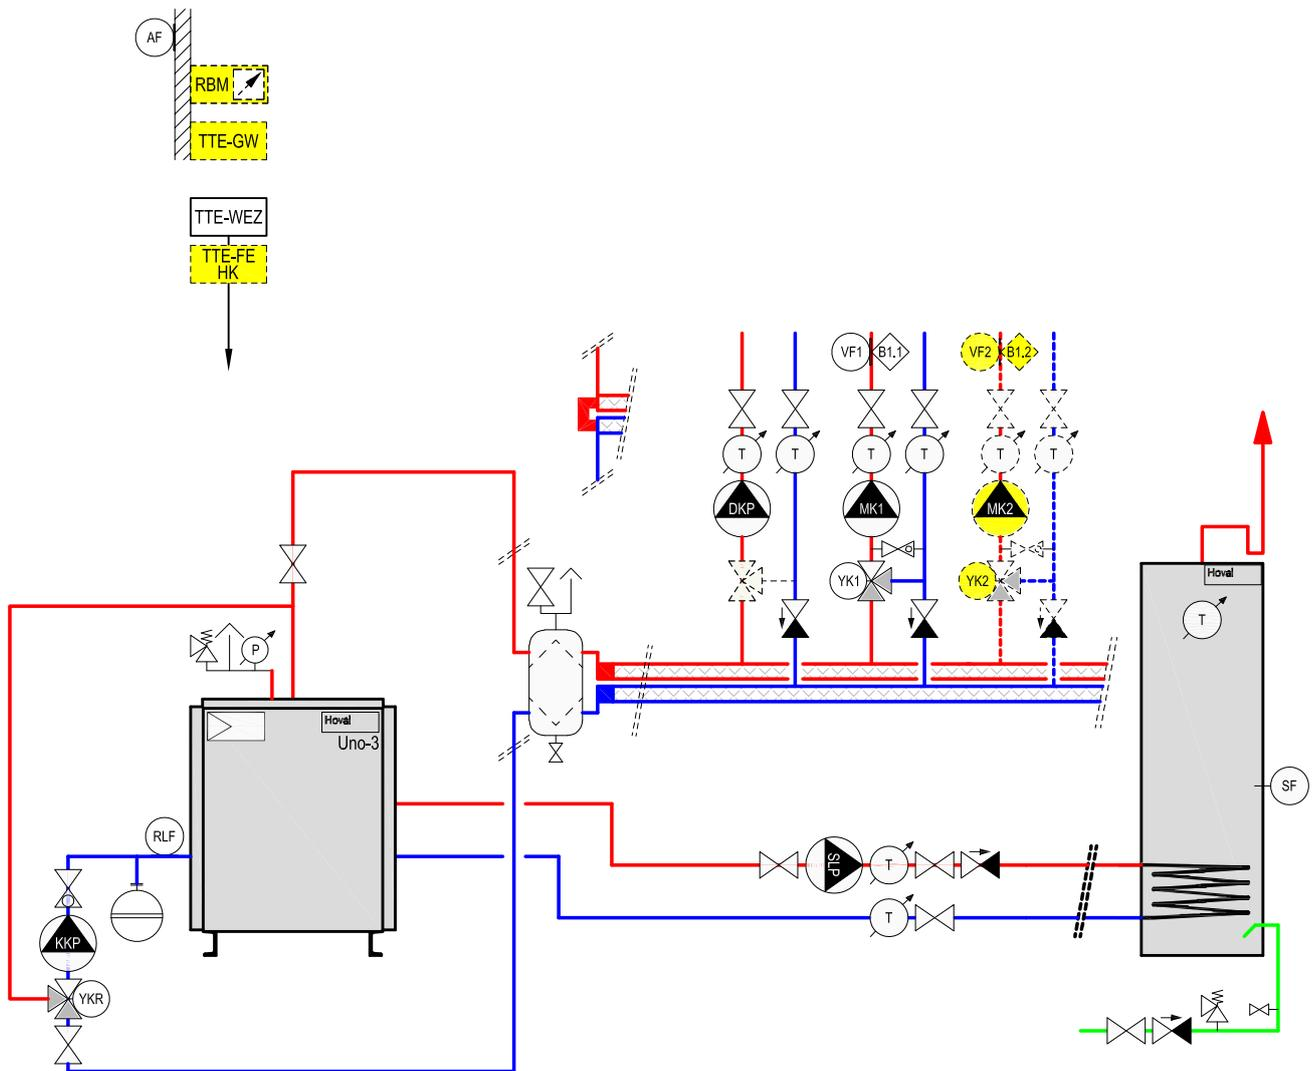 AF
RBM
TTE-GW
TTE-WEZ
TTE-FE
HK
VF1
B1.1
VF2
B1.2
T
T
T
T
T
T
DKP
MK1
MK2
YK1
YK2
Hoval
T
P
Hoval
Uno-3
SF
RLF
SLP
T
T
KKP
YKR